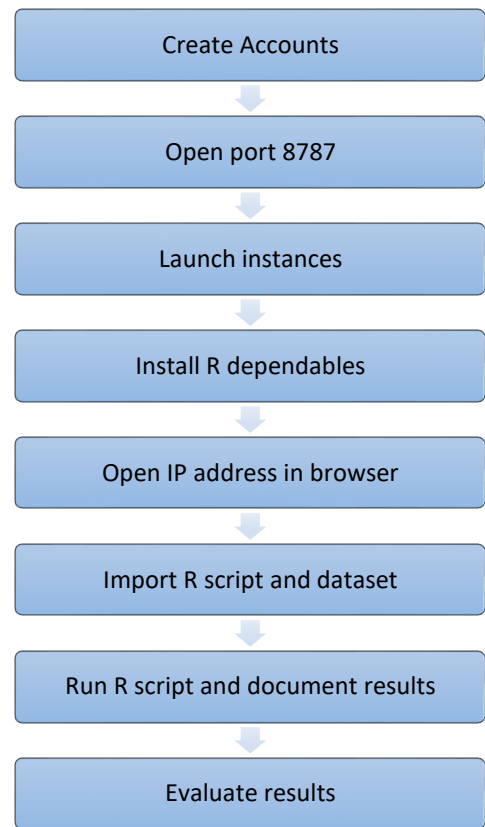 Create Accounts
Open port 8787
Launch instances
Install R dependables
Open IP address in browser
Import R script and dataset
Run R script and document results
Evaluate results